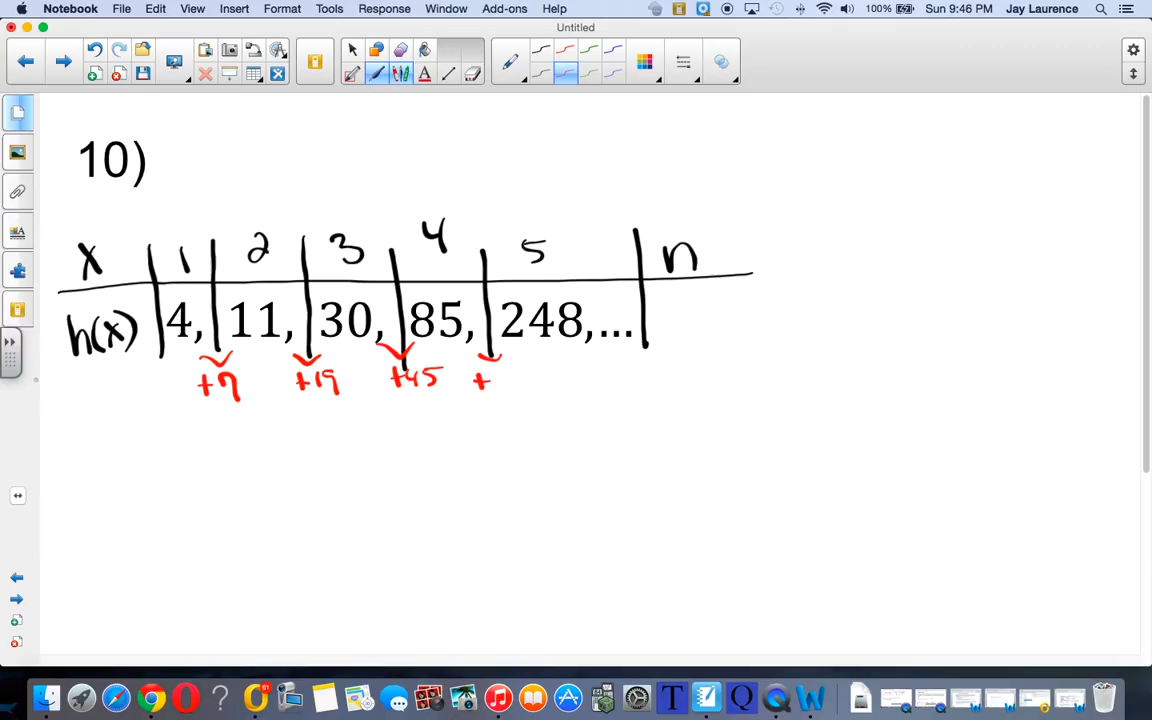 Notebook File Edit View Insert Format Tools Response Window Add-ons Help 100% Sun 9:46 PM Jay Laurence
Untitled
10)
x 1 2 3 4 5 n
h(x) 4, 11, 30, 85, 248,...
+7 +19 +45 +